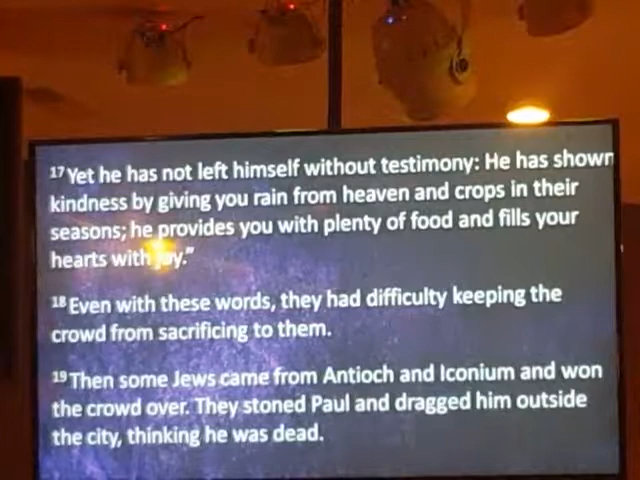 17 Yet he has not left himself without testimony: He has shown
kindness by giving you rain from heaven and crops in their
seasons; he provides you with plenty of food and fills your
hearts with joy.”
18 Even with these words, they had difficulty keeping the
crowd from sacrificing to them.
19 Then some Jews came from Antioch and Iconium and won
the crowd over. They stoned Paul and dragged him outside
the city, thinking he was dead.